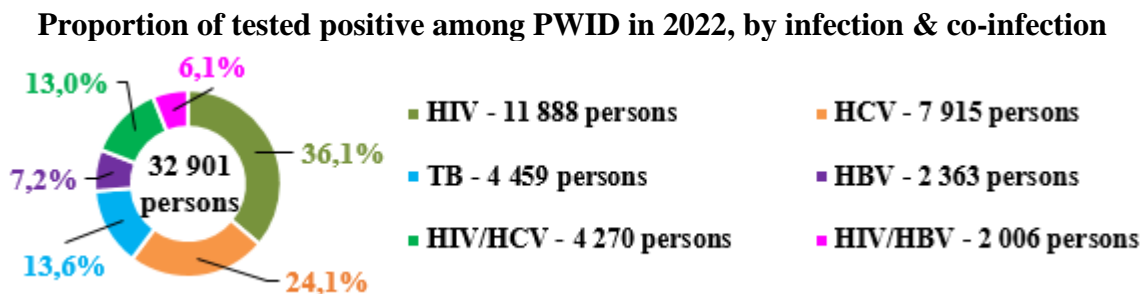 Proportion of tested positive among PWID in 2022, by infection & co-infection
6,1%
13,0%
36,1%
7,2%
13,6%
24,1%
32 901
persons
HIV - 11 888 persons
HCV - 7 915 persons
TB - 4 459 persons
HBV - 2 363 persons
HIV/HCV - 4 270 persons
HIV/HBV - 2 006 persons